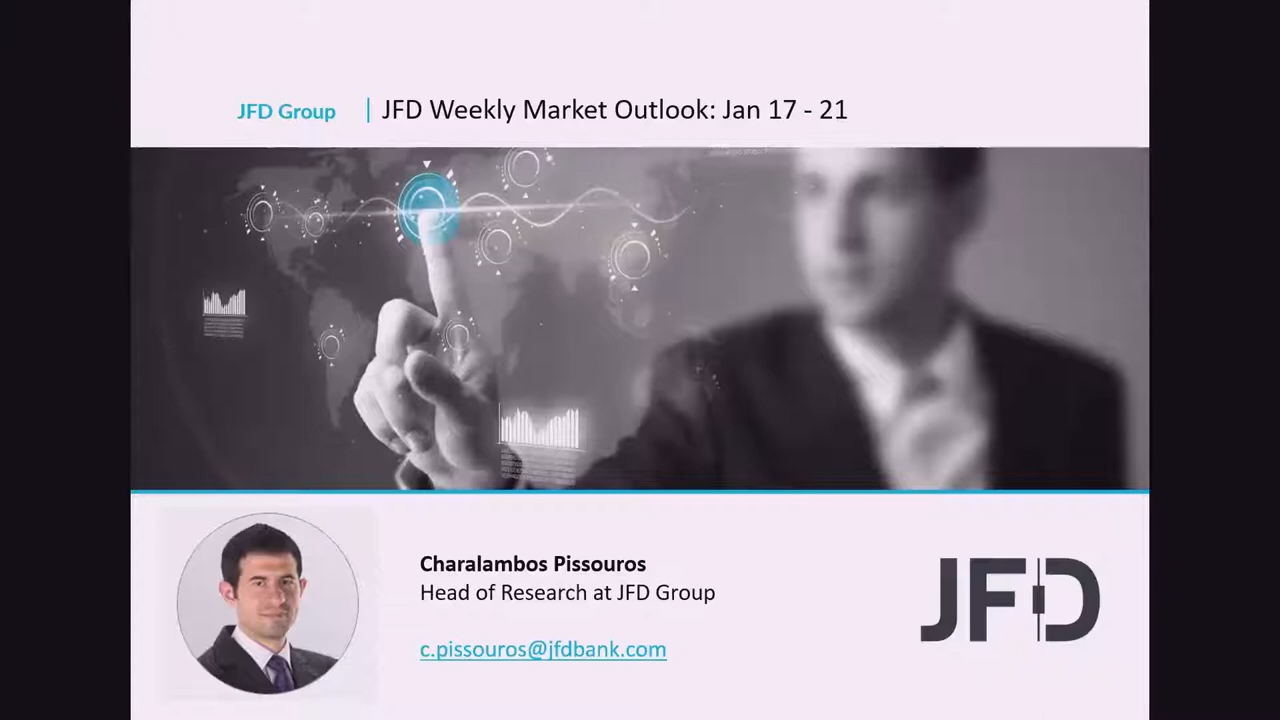 JFD Group | JFD Weekly Market Outlook: Jan 17 - 21
Charalambos Pissouros
Head of Research at JFD Group
c.pissouros@jfdbank.com
JFD